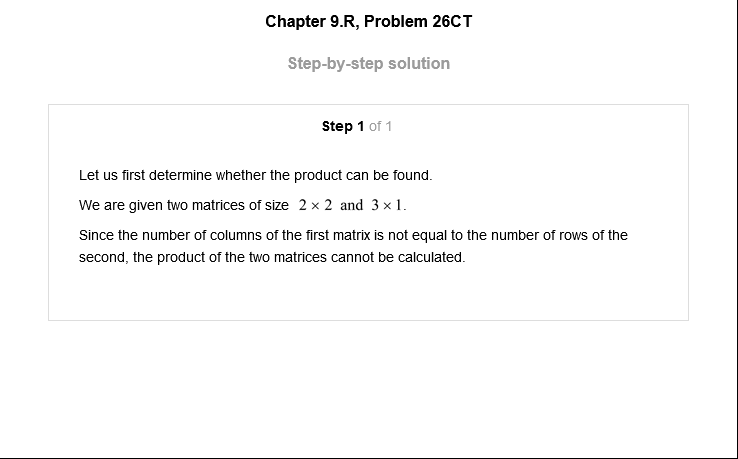 Chapter 9.R, Problem 26CT
Step-by-step solution
Step 1 of 1
Let us first determine whether the product can be found.
We are given two matrices of size 2 × 2 and 3 × 1.
Since the number of columns of the first matrix is not equal to the number of rows of the
second, the product of the two matrices cannot be calculated.